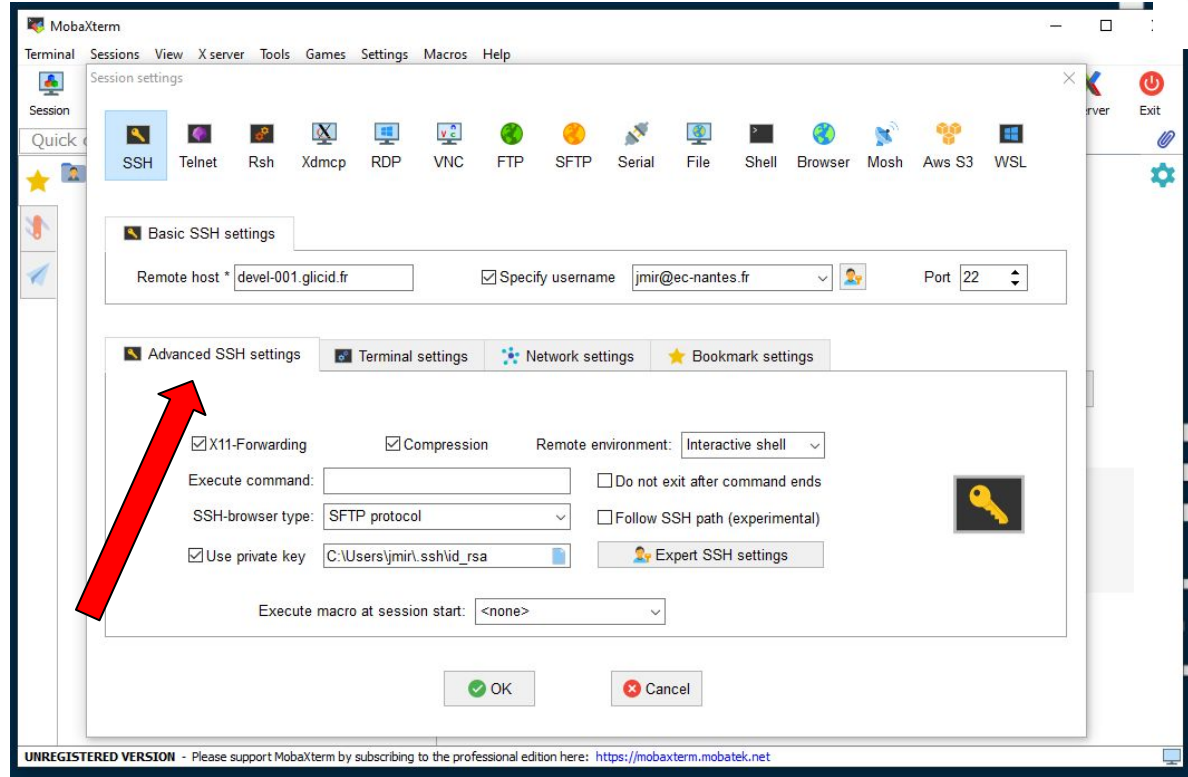 MobaXterm
Terminal Sessions View X server Tools Games Settings Macros Help
Session settings
Session
Exit
Quick
SSH Telnet Rsh Xdmcp RDP VNC FTP SFTP Serial File Shell Browser Mosh Aws S3 WSL
Basic SSH settings
Remote host * devel-001.glicid.fr Specify username jmir@ec-nantes.fr Port 22
Advanced SSH settings Terminal settings Network settings Bookmark settings
X11-Forwarding Compression Remote environment: Interactive shell
Execute command: Do not exit after command ends
SSH-browser type: SFTP protocol Follow SSH path (experimental)
Use private key C:\Users\jmir\.ssh\id_rsa Expert SSH settings
Execute macro at session start: <none>
OK Cancel
UNREGISTERED VERSION - Please support MobaXterm by subscribing to the professional edition here: https://mobaxterm.mobatek.net